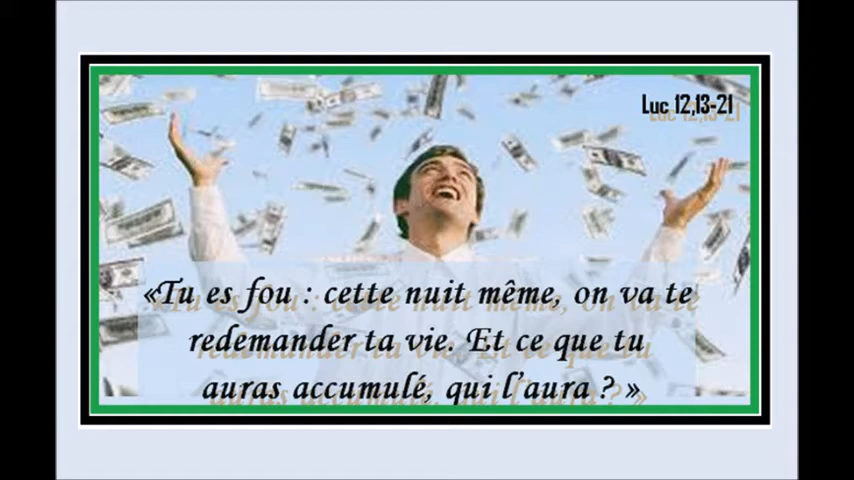 Luc 12,13-21
«Tu es fou : cette nuit même, on va te
redemander ta vie. Et ce que tu
auras accumulé, qui l’aura ? »